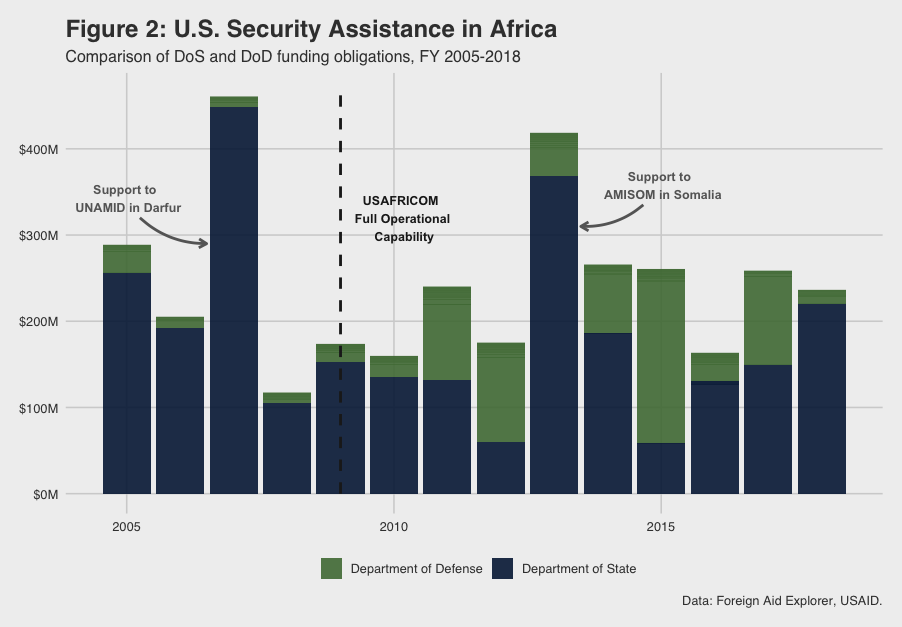 Figure 2: U.S. Security Assistance in Africa
Comparison of DoS and DoD funding obligations, FY 2005-2018
$400M
$300M
$200M
$100M
$0M
Support to
UNAMID in Darfur
USAFRICOM
Full Operational
Capability
Support to
AMISOM in Somalia
2005
2010
2015
Department of Defense
Department of State
Data: Foreign Aid Explorer, USAID.